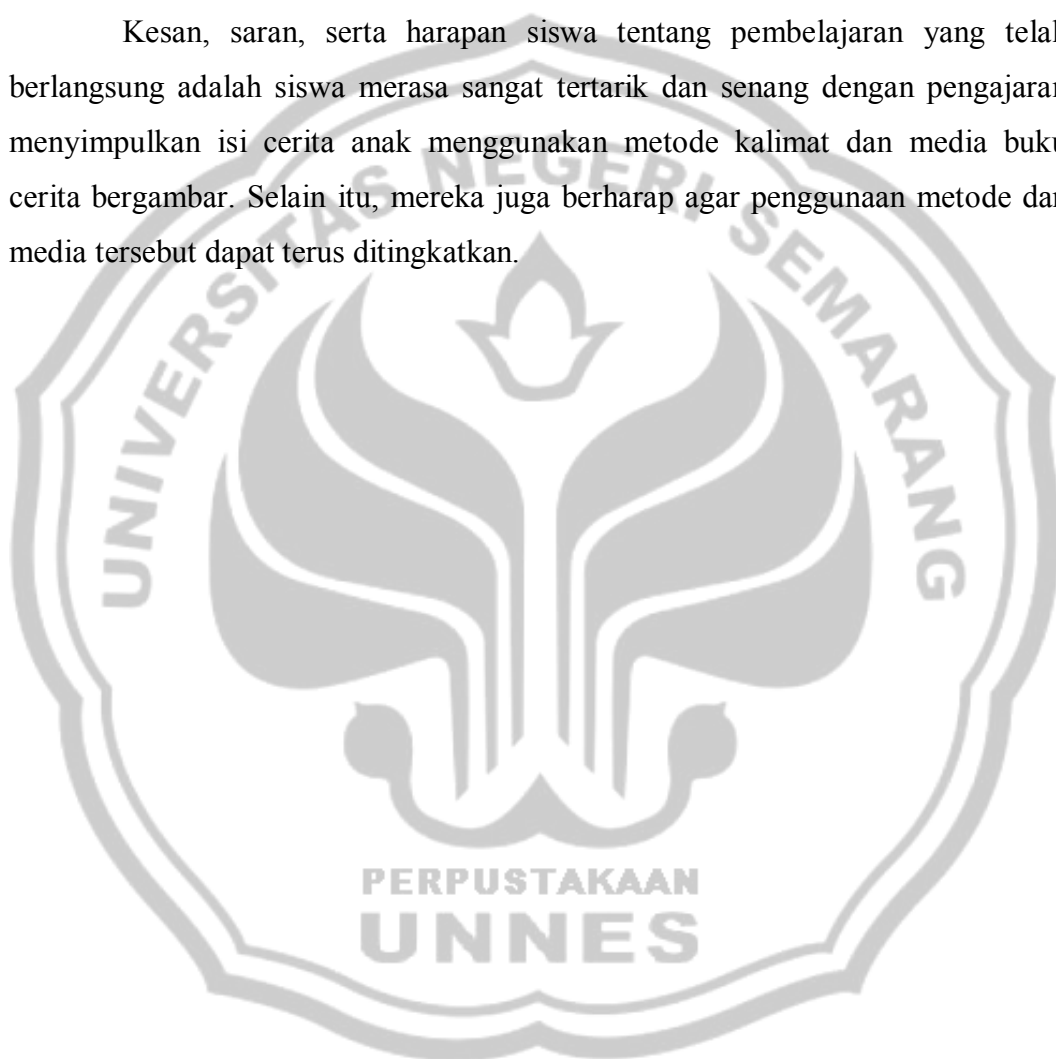 Kesan, saran, serta harapan siswa tentang pembelajaran yang telah
berlangsung adalah siswa merasa sangat tertarik dan senang dengan pengajaran
menyimpulkan isi cerita anak menggunakan metode kalimat dan media buku
cerita bergambar. Selain itu, mereka juga berharap agar penggunaan metode dan
media tersebut dapat terus ditingkatkan.
UNIVERSITAS NEGERI SEMARANG
PERPUSTAKAAN
UNNES